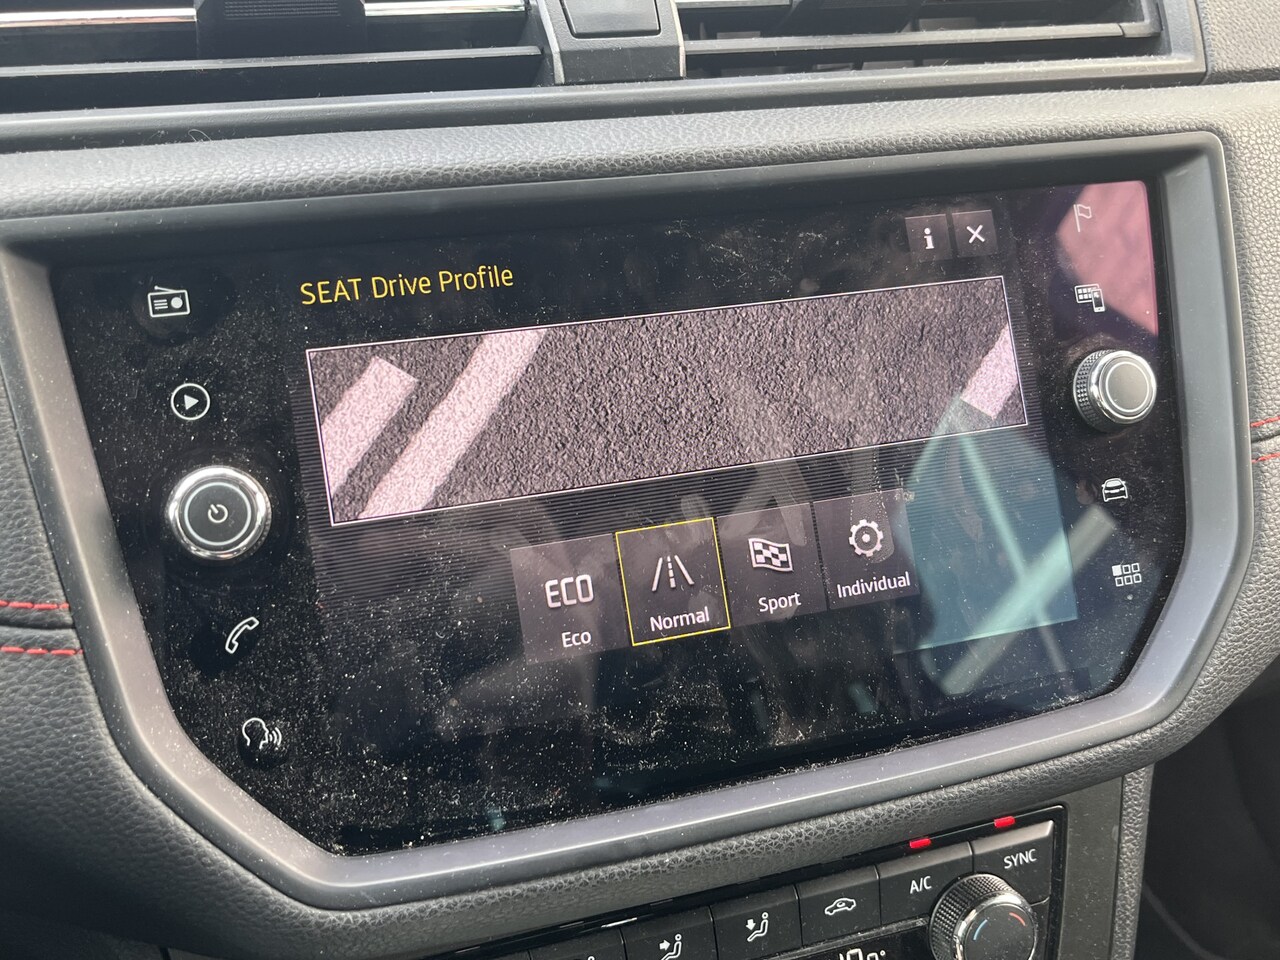 SEAT Drive Profile
i
ECO
Eco
Normal
Sport
Individual
SYNC
A/C